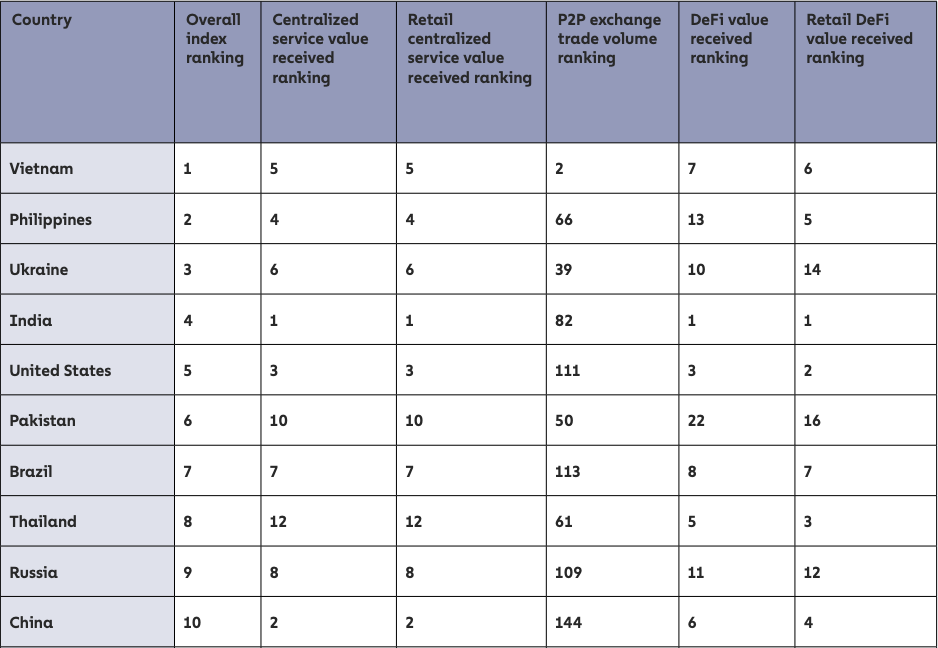 Country Overall index ranking Centralized service value received ranking Retail centralized service value received ranking P2P exchange trade volume ranking DeFi value received ranking Retail DeFi value received ranking
Vietnam 1 5 5 2 7 6
Philippines 2 4 4 66 13 5
Ukraine 3 6 6 39 10 14
India 4 1 1 82 1 1
United States 5 3 3 111 3 2
Pakistan 6 10 10 50 22 16
Brazil 7 7 7 113 8 7
Thailand 8 12 12 61 5 3
Russia 9 8 8 109 11 12
China 10 2 2 144 6 4